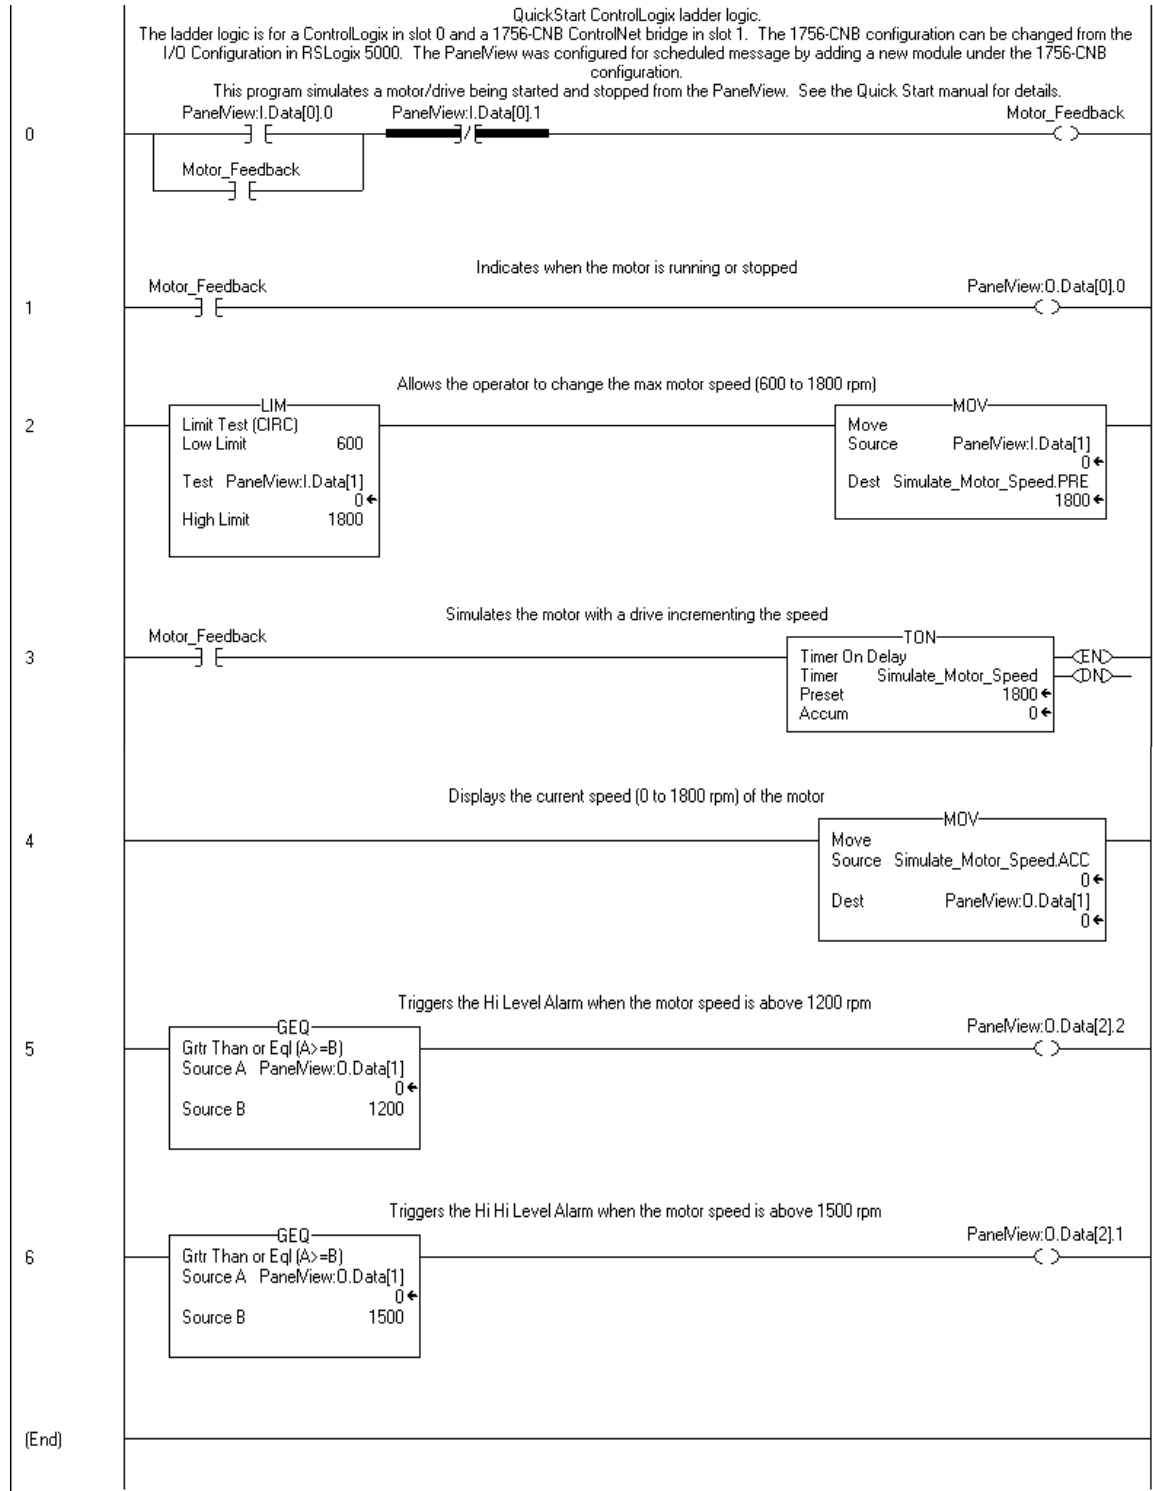 QuickStart ControlLogix ladder logic.
The ladder logic is for a ControlLogix in slot 0 and a 1756-CNB ControlNet bridge in slot 1. The 1756-CNB configuration can be changed from the
I/O Configuration in RSLogix 5000. The PanelView was configured for scheduled message by adding a new module under the 1756-CNB
configuration.
This program simulates a motor/drive being started and stopped from the PanelView. See the Quick Start manual for details.
PanelView:I.Data[0].0 PanelView:I.Data[0].1 Motor_Feedback
0
Motor_Feedback
Indicates when the motor is running or stopped
Motor_Feedback PanelView:O.Data[0].0
1
Allows the operator to change the max motor speed (600 to 1800 rpm)
LIM MOV
2 Limit Test (CIRC) Move
Low Limit 600 Source PanelView:I.Data[1]
0
Test PanelView:I.Data[1] Dest Simulate_Motor_Speed.PRE
0 1800
High Limit 1800
Simulates the motor with a drive incrementing the speed
Motor_Feedback TON
3 Timer On Delay EN
Timer Simulate_Motor_Speed DN
Preset 1800
Accum 0
Displays the current speed (0 to 1800 rpm) of the motor
MOV
4 Move
Source Simulate_Motor_Speed.ACC
0
Dest PanelView:O.Data[1]
0
Triggers the Hi Level Alarm when the motor speed is above 1200 rpm
GEQ PanelView:O.Data[2].2
5 Grtr Than or Eql (A>=B)
Source A PanelView:O.Data[1]
0
Source B 1200
Triggers the Hi Hi Level Alarm when the motor speed is above 1500 rpm
GEQ PanelView:O.Data[2].1
6 Grtr Than or Eql (A>=B)
Source A PanelView:O.Data[1]
0
Source B 1500
(End)